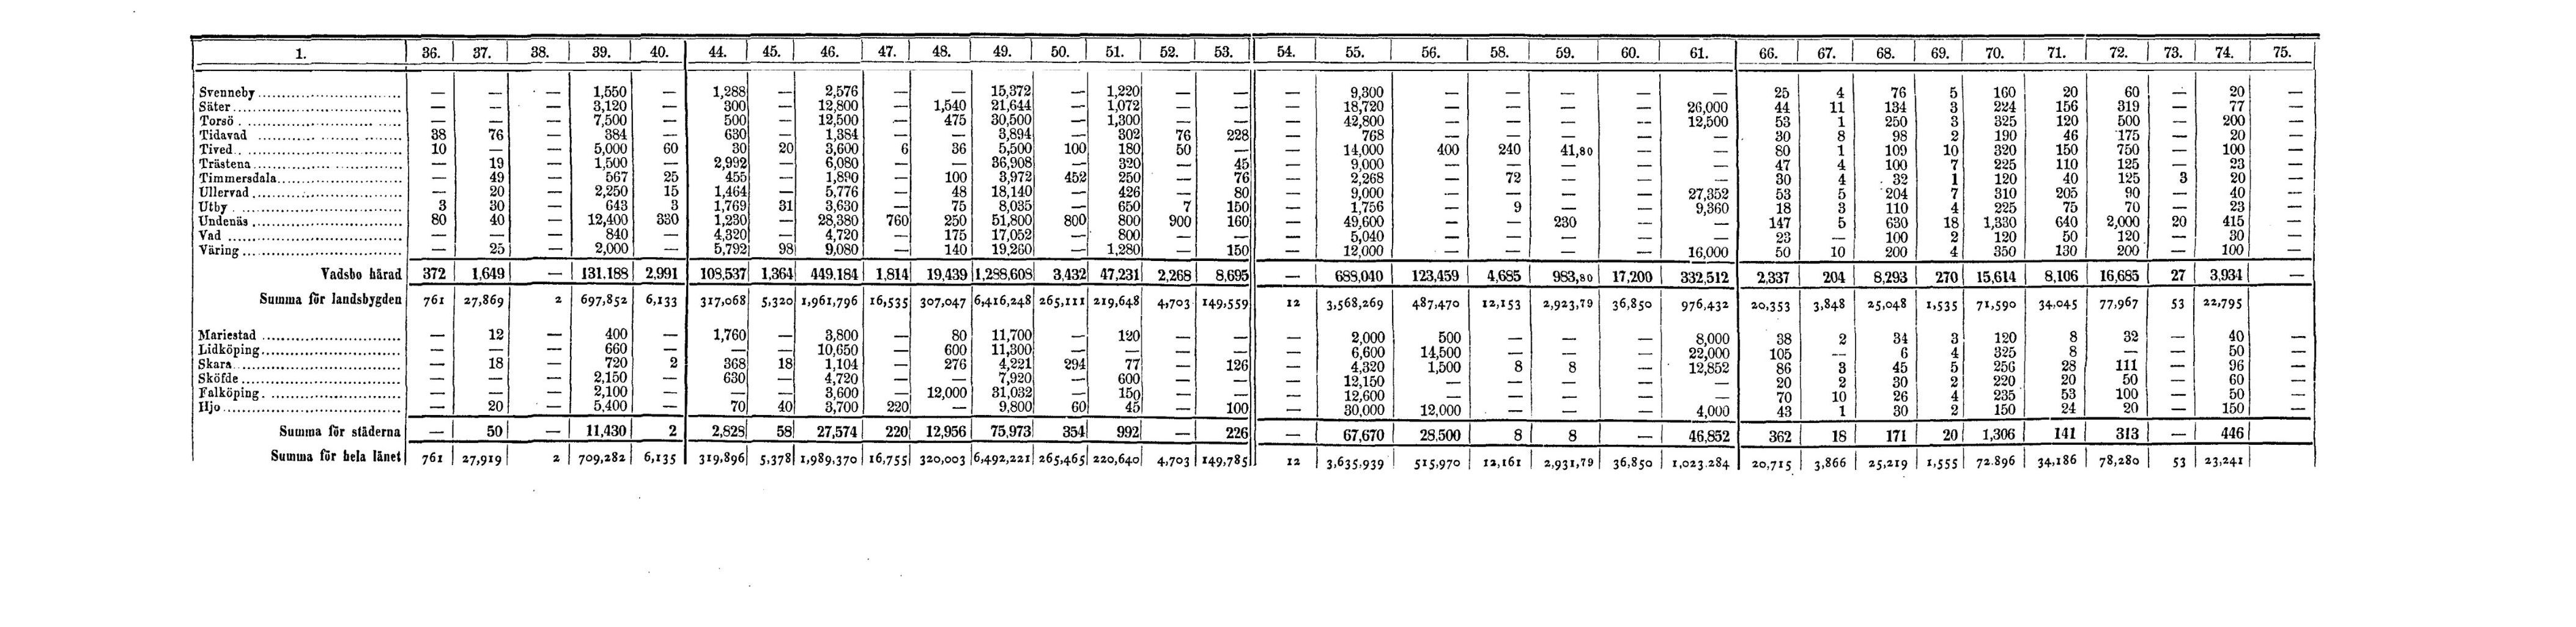 1. 36. 37. 38. 39. 40. 44. 45. 46. 47. 48. 49. 50. 51. 52. 53. 54. 55. 56. 58. 59. 60. 61. 66. 67. 68. 69. 70. 71. 72. 73. 74. 75.
Svenneby — — — 1,550 — 1,288 — 2,576 — — 15,372 — 1,220 — — — 9,300 — — — — — 25 4 76 5 160 20 60 — 20 —
Säter — — — 3,120 — 300 — 12,800 — 1,540 21,644 — 1,072 — — — 18,720 — — — — 26,000 44 11 134 3 224 156 319 — 77 —
Torsö — — — 7,500 — 500 — 12,500 — 475 30,500 — 1,300 — — — 42,800 — — — — 12,500 53 1 250 3 325 120 500 — 200 —
Tidavad 38 76 — 384 — 630 — 1,384 — — 3,894 — 302 76 228 — 768 — — — — — 30 8 98 2 190 46 175 — 20 —
Tived 10 — — 5,000 60 30 20 3,600 6 36 5,500 100 180 50 — — 14,000 400 240 41,80 — — 80 1 109 10 320 150 750 — 100 —
Trästena — 19 — 1,500 — 2,992 — 6,080 — — 36,908 — 320 — 45 — 9,000 — — — — — 47 4 100 7 225 110 125 — 23 —
Timmersdala — 49 — 567 25 455 — 1,890 — 100 3,972 452 250 — 76 — 2,268 — 72 — — — 30 4 32 1 120 40 125 3 20 —
Ullervad — 20 — 2,250 15 1,464 — 5,776 — 48 18,140 — 426 — 80 — 9,000 — — — — 27,352 53 5 204 7 310 205 90 — 40 —
Utby 3 30 — 643 3 1,769 31 3,630 — 75 8,035 — 650 7 150 — 1,756 — 9 — — 9,360 18 3 110 4 225 75 70 — 23 —
Undenäs 80 40 — 12,400 330 1,230 — 28,380 760 250 51,800 800 800 900 160 — 49,600 — — 230 — — 147 5 630 18 1,330 640 2,000 20 415 —
Vad — — — 840 — 4,320 — 4,720 — 175 17,052 — 800 — — — 5,040 — — — — — 23 — 100 2 120 50 120 — 30 —
Väring — 25 — 2,000 — 5,792 98 9,080 — 140 19,260 — 1,280 — 150 — 12,000 — — — — 16,000 50 10 200 4 350 130 200 — 100 —
Vadsbo härad 372 1,649 — 131.188 2,991 108,537 1,364 449.184 1,814 19,439 1,288,608 3,432 47,231 2,268 8,695 — 688,040 123,459 4,685 983,80 17,200 332,512 2,337 204 8,293 270 15,614 8,106 16,685 27 3,934 —
Summa för landsbygden 761 27,869 2 697,852 6,133 317,068 5,320 1,961,796 16,535 307,047 6,416,248 265,111 219,648 4,703 149,559 12 3,568,269 487,470 12,153 2,923,79 36,850 976,432 20,353 3,848 25,048 1,535 71,590 34,045 77,967 53 22,795
Mariestad — 12 — 400 — 1,760 — 3,800 — 80 11,700 — 120 — — — 2,000 500 — — — 8,000 38 2 34 3 120 8 32 — 40 —
Lidköping — — — 660 — — — 10,650 — 600 11,300 — — — — — 6,600 14,500 — — — 22,000 105 — 6 4 325 8 — — 50 —
Skara — 18 — 720 2 368 18 1,104 — 276 4,221 294 77 — 126 — 4,320 1,500 8 8 — 12,852 86 3 45 5 256 28 111 — 96 —
Sköfde — — — 2,150 — 630 — 4,720 — — 7,920 — 600 — — — 12,150 — — — — — 20 2 30 2 220 20 50 — 60 —
Falköping — — — 2,100 — — — 3,600 — 12,000 31,032 — 150 — — — 12,600 — — — — — 70 10 26 4 235 53 100 — 50 —
Hjo — 20 — 5,400 — 70 40 3,700 220 — 9,800 60 45 — 100 — 30,000 12,000 — — — 4,000 43 1 30 2 150 24 20 — 150 —
Summa för städerna — 50 — 11,430 2 2,828 58 27,574 220 12,956 75,973 354 992 — 226 — 67,670 28,500 8 8 — 46,852 362 18 171 20 1,306 141 313 — 446
Summa för hela länet 761 27,919 2 709,282 6,135 319,896 5,378 1,989,370 16,755 320,003 6,492,221 265,465 220,640 4,703 149,785 12 3,635,939 515,970 12,161 2,931,79 36,850 1,023.284 20,715 3,866 25,219 1,555 72.896 34,186 78,280 53 23,241